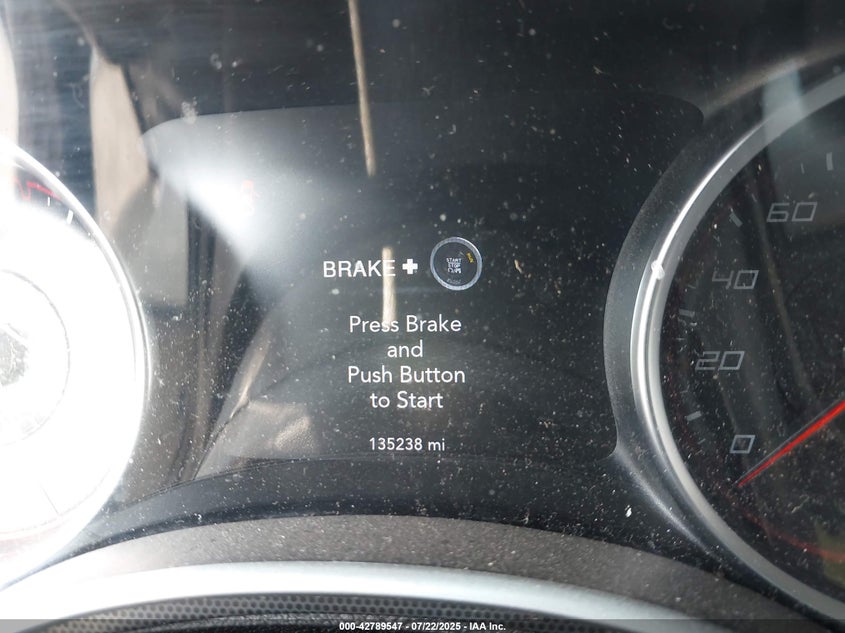 60
BRAKE + START STOP RUN
40
Press Brake
and
20
Push Button
to Start
0
135238 mi
000-42789547 - 07/22/2025 - IAA Inc.